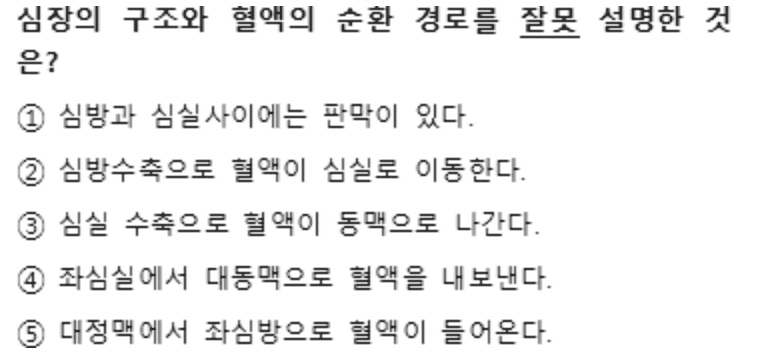 심장의 구조와 혈액의 순환 경로를 잘못 설명한 것
은?
① 심방과 심실사이에는 판막이 있다.
② 심방수축으로 혈액이 심실로 이동한다.
③ 심실 수축으로 혈액이 동맥으로 나간다.
④ 좌심실에서 대동맥으로 혈액을 내보낸다.
⑤ 대정맥에서 좌심방으로 혈액이 들어온다.